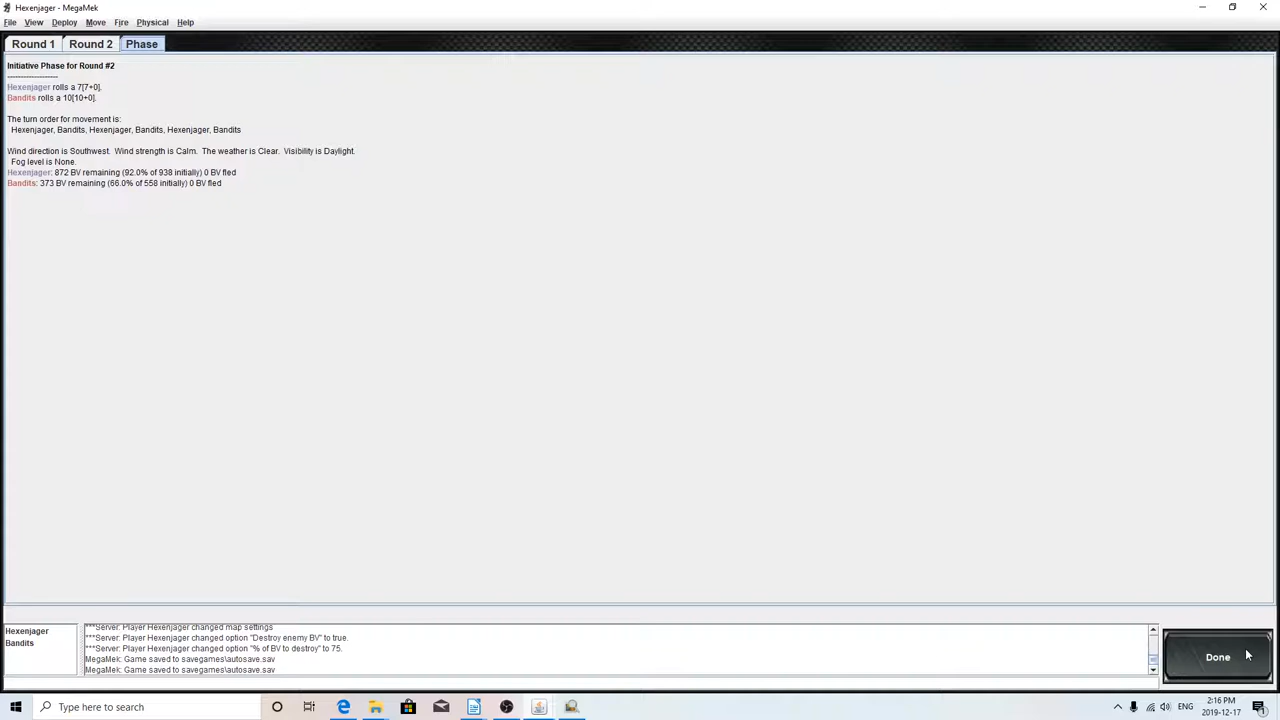 Hexenjager - MegaMek
File View Deploy Move Fire Physical Help
Round 1 Round 2 Phase
Initiative Phase for Round #2
--------------------
Hexenjager rolls a 7[7+0].
Bandits rolls a 10[10+0].
The turn order for movement is:
Hexenjager, Bandits, Hexenjager, Bandits, Hexenjager, Bandits
Wind direction is Southwest. Wind strength is Calm. The weather is Clear. Visibility is Daylight.
Fog level is None.
Hexenjager: 872 BV remaining (92.0% of 938 initially) 0 BV fled
Bandits: 373 BV remaining (66.0% of 558 initially) 0 BV fled
Hexenjager
Bandits
***Server: Player Hexenjager changed map settings
***Server: Player Hexenjager changed option "Destroy enemy BV" to true.
***Server: Player Hexenjager changed option "% of BV to destroy" to 75.
MegaMek: Game saved to savegames\autosave.sav
MegaMek: Game saved to savegames\autosave.sav
Done
Type here to search
ENG
2:16 PM
2019-12-17
1